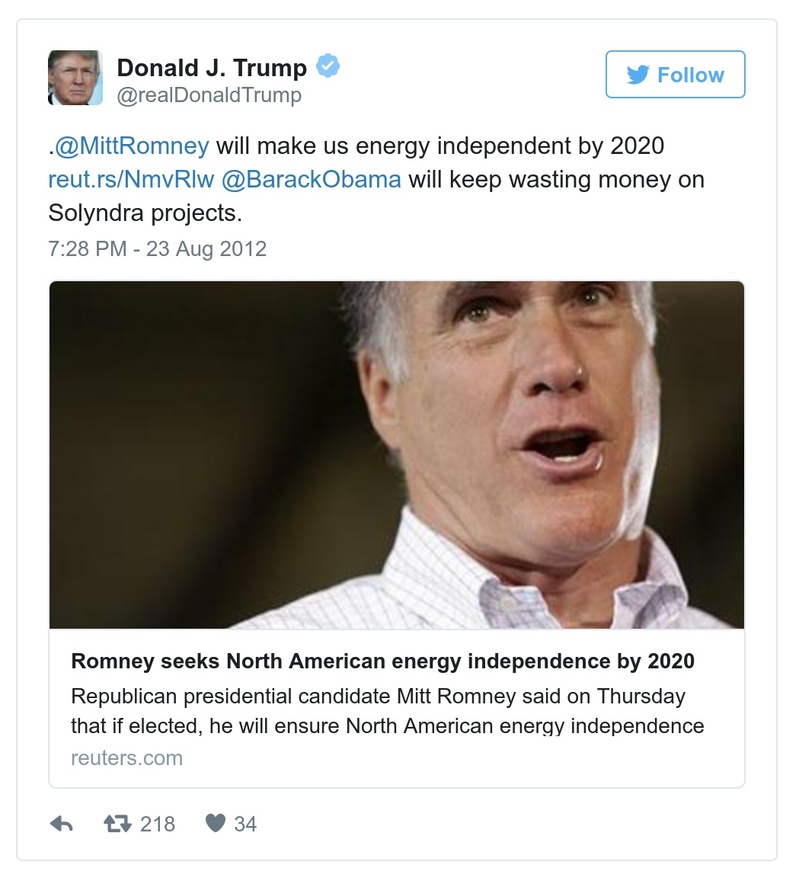 Donald J. Trump
@realDonaldTrump
Follow
.@MittRomney will make us energy independent by 2020
reut.rs/NmvRlw @BarackObama will keep wasting money on
Solyndra projects.
7:28 PM - 23 Aug 2012
Romney seeks North American energy independence by 2020
Republican presidential candidate Mitt Romney said on Thursday
that if elected, he will ensure North American energy independence
reuters.com
218 34